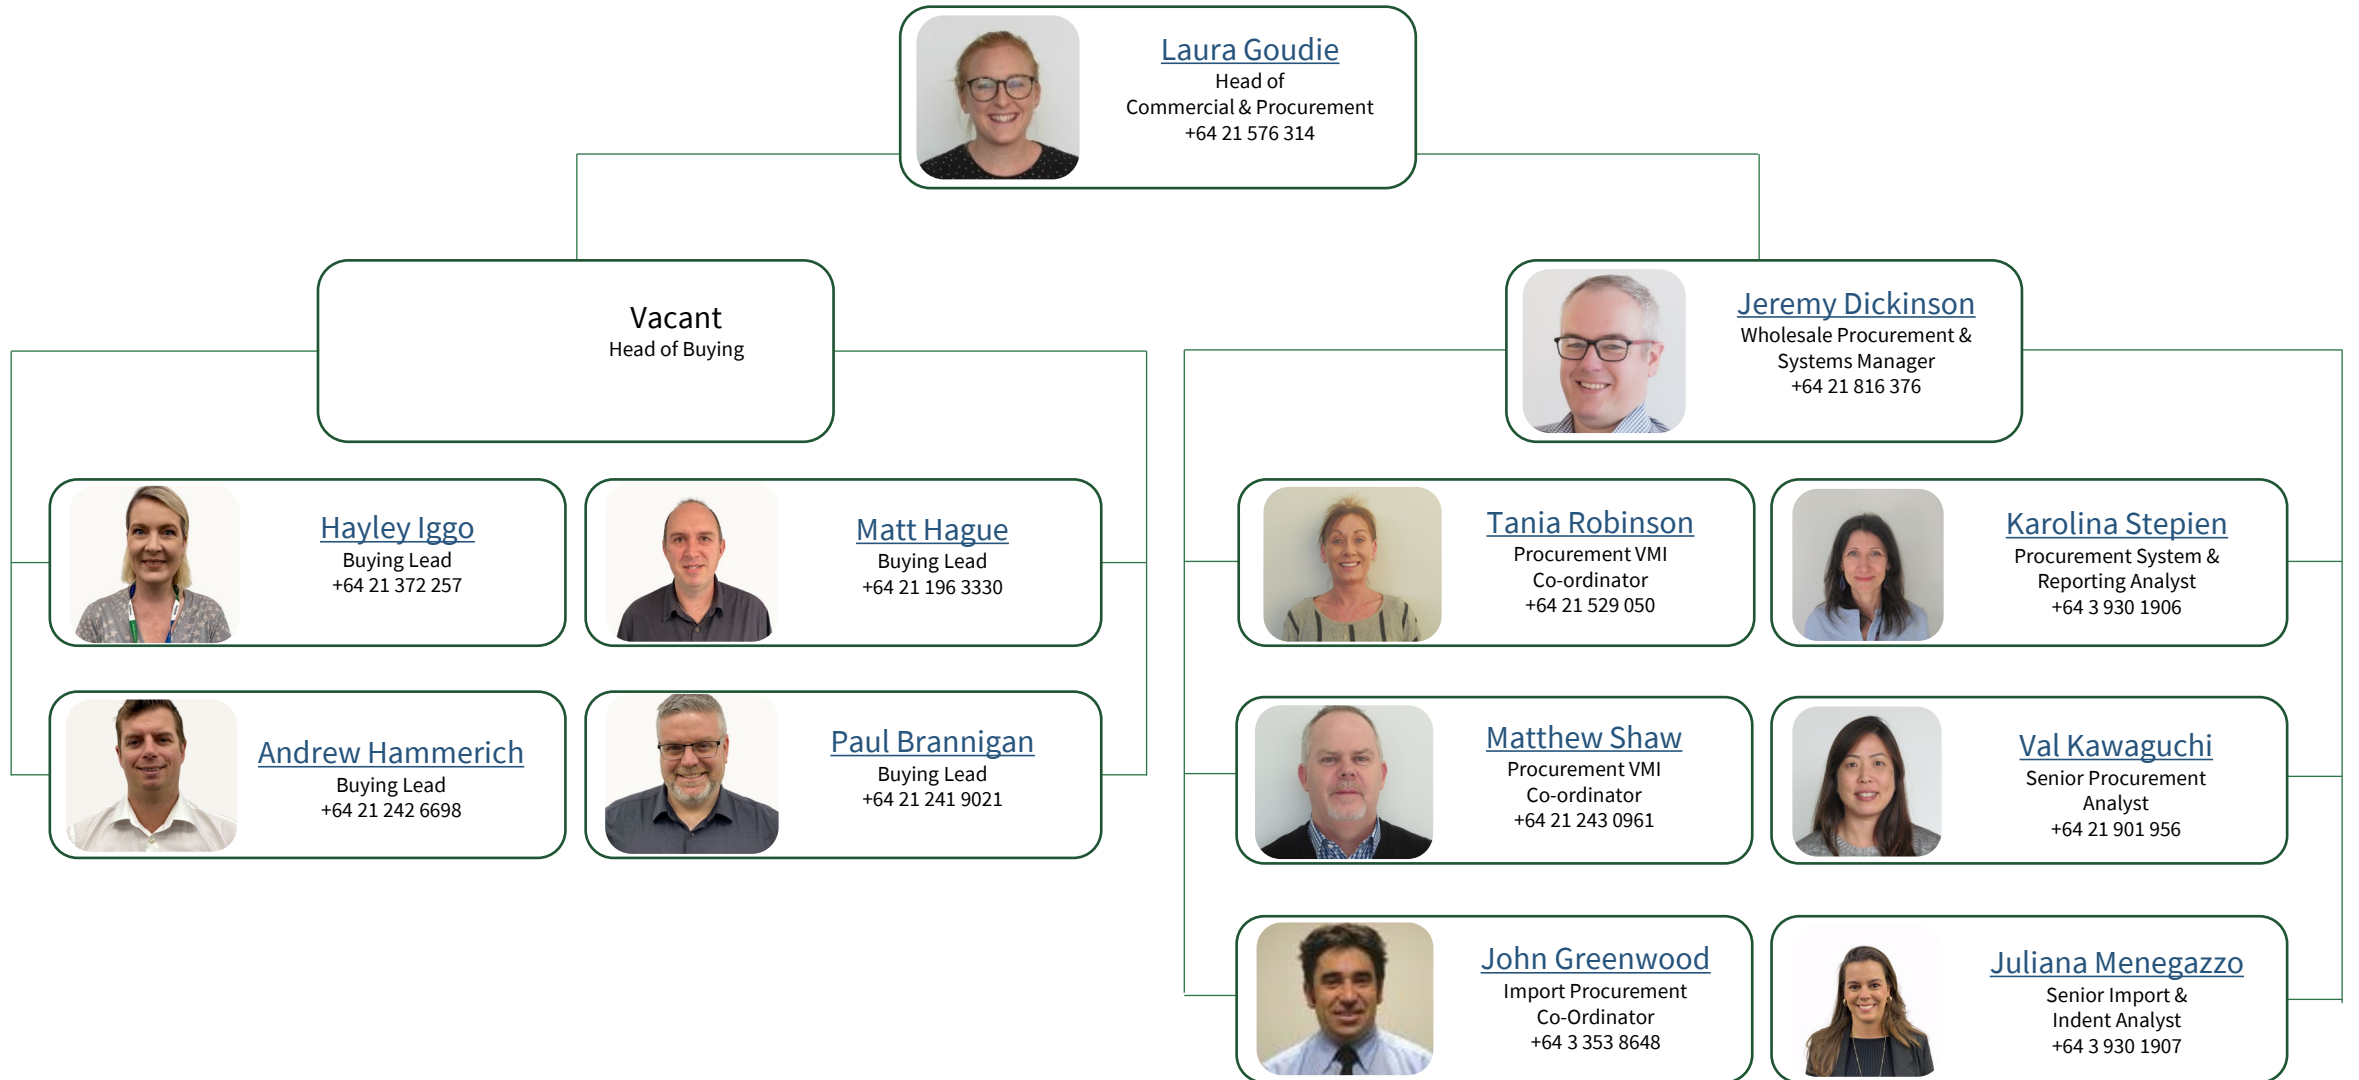 Laura Goudie
Head of
Commercial & Procurement
+64 21 576 314
Vacant
Head of Buying
Jeremy Dickinson
Wholesale Procurement &
Systems Manager
+64 21 816 376
Hayley Iggo
Buying Lead
+64 21 372 257
Matt Hague
Buying Lead
+64 21 196 3330
Tania Robinson
Procurement VMI
Co-ordinator
+64 21 529 050
Karolina Stepien
Procurement System &
Reporting Analyst
+64 3 930 1906
Andrew Hammerich
Buying Lead
+64 21 242 6698
Paul Brannigan
Buying Lead
+64 21 241 9021
Matthew Shaw
Procurement VMI
Co-ordinator
+64 21 243 0961
Val Kawaguchi
Senior Procurement
Analyst
+64 21 901 956
John Greenwood
Import Procurement
Co-Ordinator
+64 3 353 8648
Juliana Menegazzo
Senior Import &
Indent Analyst
+64 3 930 1907